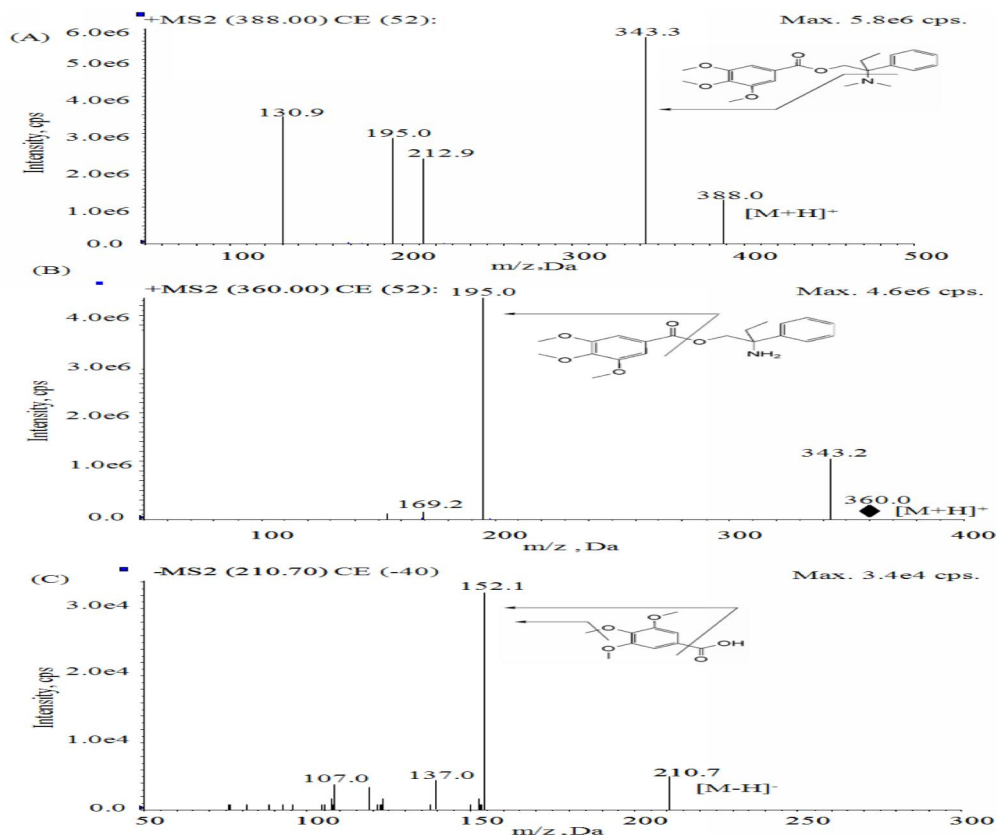 (A)
+MS2 (388.00) CE (52):
Max. 5.8e6 cps.
6.0e6
5.0e6
4.0e6
3.0e6
2.0e6
1.0e6
0.0
Intensity, cps
343.3
130.9
195.0
212.9
388.0
[M+H]+
O
O
O
O
O
N
100
200
300
400
500
m/z ,Da
(B)
+MS2 (360.00) CE (52):
195.0
Max. 4.6e6 cps.
4.0e6
3.0e6
2.0e6
1.0e6
0.0
Intensity, cps
O
O
O
O
O
NH2
169.2
343.2
360.0
[M+H]+
100
200
300
400
m/z ,Da
(C)
-MS2 (210.70) CE (-40)
Max. 3.4e4 cps.
152.1
3.0e4
2.0e4
1.0e4
0.0
Intensity, cps
O
O
O
OH
O
107.0
137.0
210.7
[M-H]-
50
100
150
200
250
300
m/z ,Da